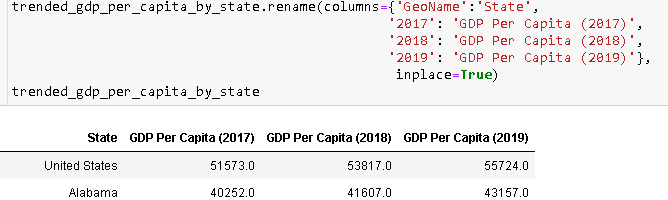 trended_gdp_per_capita_by_state.rename(columns={'GeoName':'State',
'2017': 'GDP Per Capita (2017)',
'2018': 'GDP Per Capita (2018)',
'2019': 'GDP Per Capita (2019)'},
inplace=True)
trended_gdp_per_capita_by_state
State GDP Per Capita (2017) GDP Per Capita (2018) GDP Per Capita (2019)
United States 51573.0 53817.0 55724.0
Alabama 40252.0 41607.0 43157.0